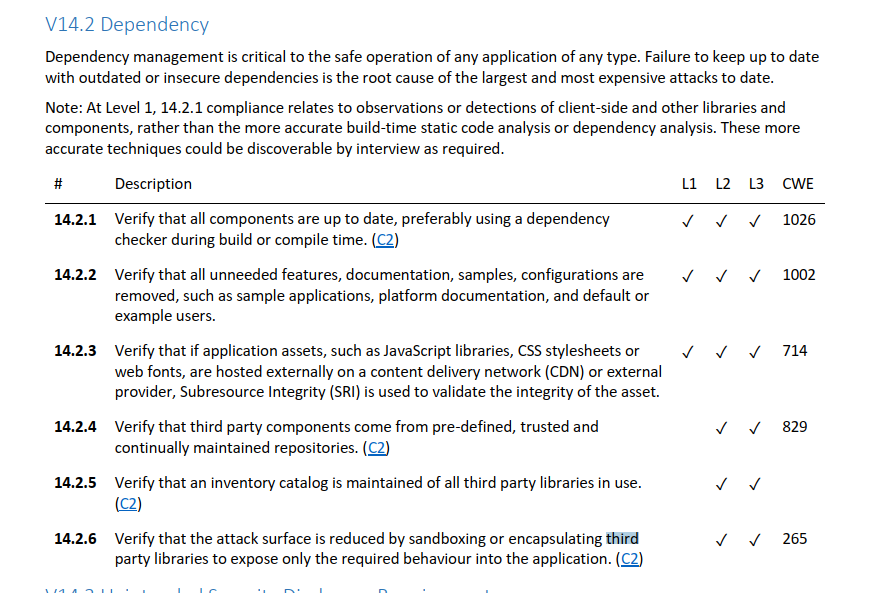 V14.2 Dependency
Dependency management is critical to the safe operation of any application of any type. Failure to keep up to date
with outdated or insecure dependencies is the root cause of the largest and most expensive attacks to date.
Note: At Level 1, 14.2.1 compliance relates to observations or detections of client-side and other libraries and
components, rather than the more accurate build-time static code analysis or dependency analysis. These more
accurate techniques could be discoverable by interview as required.
# Description L1 L2 L3 CWE
14.2.1 Verify that all components are up to date, preferably using a dependency ✓ ✓ ✓ 1026
checker during build or compile time. (C2)
14.2.2 Verify that all unneeded features, documentation, samples, configurations are ✓ ✓ ✓ 1002
removed, such as sample applications, platform documentation, and default or
example users.
14.2.3 Verify that if application assets, such as JavaScript libraries, CSS stylesheets or ✓ ✓ ✓ 714
web fonts, are hosted externally on a content delivery network (CDN) or external
provider, Subresource Integrity (SRI) is used to validate the integrity of the asset.
14.2.4 Verify that third party components come from pre-defined, trusted and ✓ ✓ 829
continually maintained repositories. (C2)
14.2.5 Verify that an inventory catalog is maintained of all third party libraries in use. ✓ ✓
(C2)
14.2.6 Verify that the attack surface is reduced by sandboxing or encapsulating third ✓ ✓ 265
party libraries to expose only the required behaviour into the application. (C2)